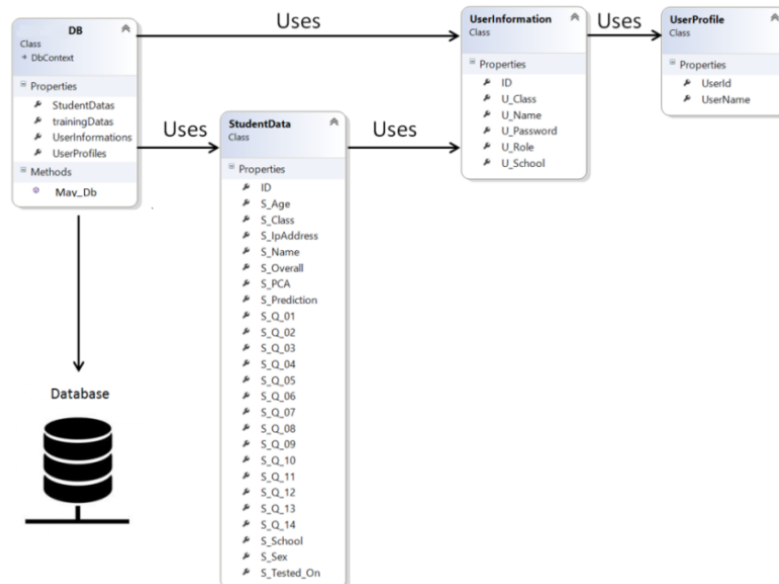 DB
Class
+ DbContext
Properties
StudentDatas
trainingDatas
UserInformations
UserProfiles
Methods
Mav_Db
Uses
Uses
StudentData
Class
Properties
ID
S_Age
S_Class
S_IpAddress
S_Name
S_Overall
S_PCA
S_Prediction
S_Q_01
S_Q_02
S_Q_03
S_Q_04
S_Q_05
S_Q_06
S_Q_07
S_Q_08
S_Q_09
S_Q_10
S_Q_11
S_Q_12
S_Q_13
S_Q_14
S_School
S_Sex
S_Tested_On
Uses
UserInformation
Class
Properties
ID
U_Class
U_Name
U_Password
U_Role
U_School
Uses
UserProfile
Class
Properties
UserId
UserName
Database